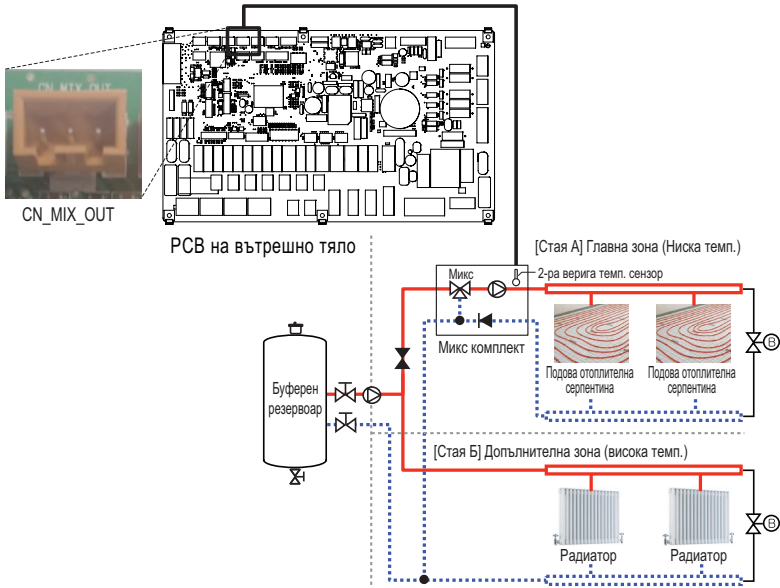 CN_MIX_OUT
CN_MIX_OUT
PCB на вътрешно тяло
[Стая А] Главна зона (Ниска темп.)
Микс
2-ра верига темп. сензор
Микс комплект
Подова отоплителна
серпентина
Подова отоплителна
серпентина
B
Буферен
резервоар
[Стая Б] Допълнителна зона (висока темп.)
B
Радиатор
Радиатор